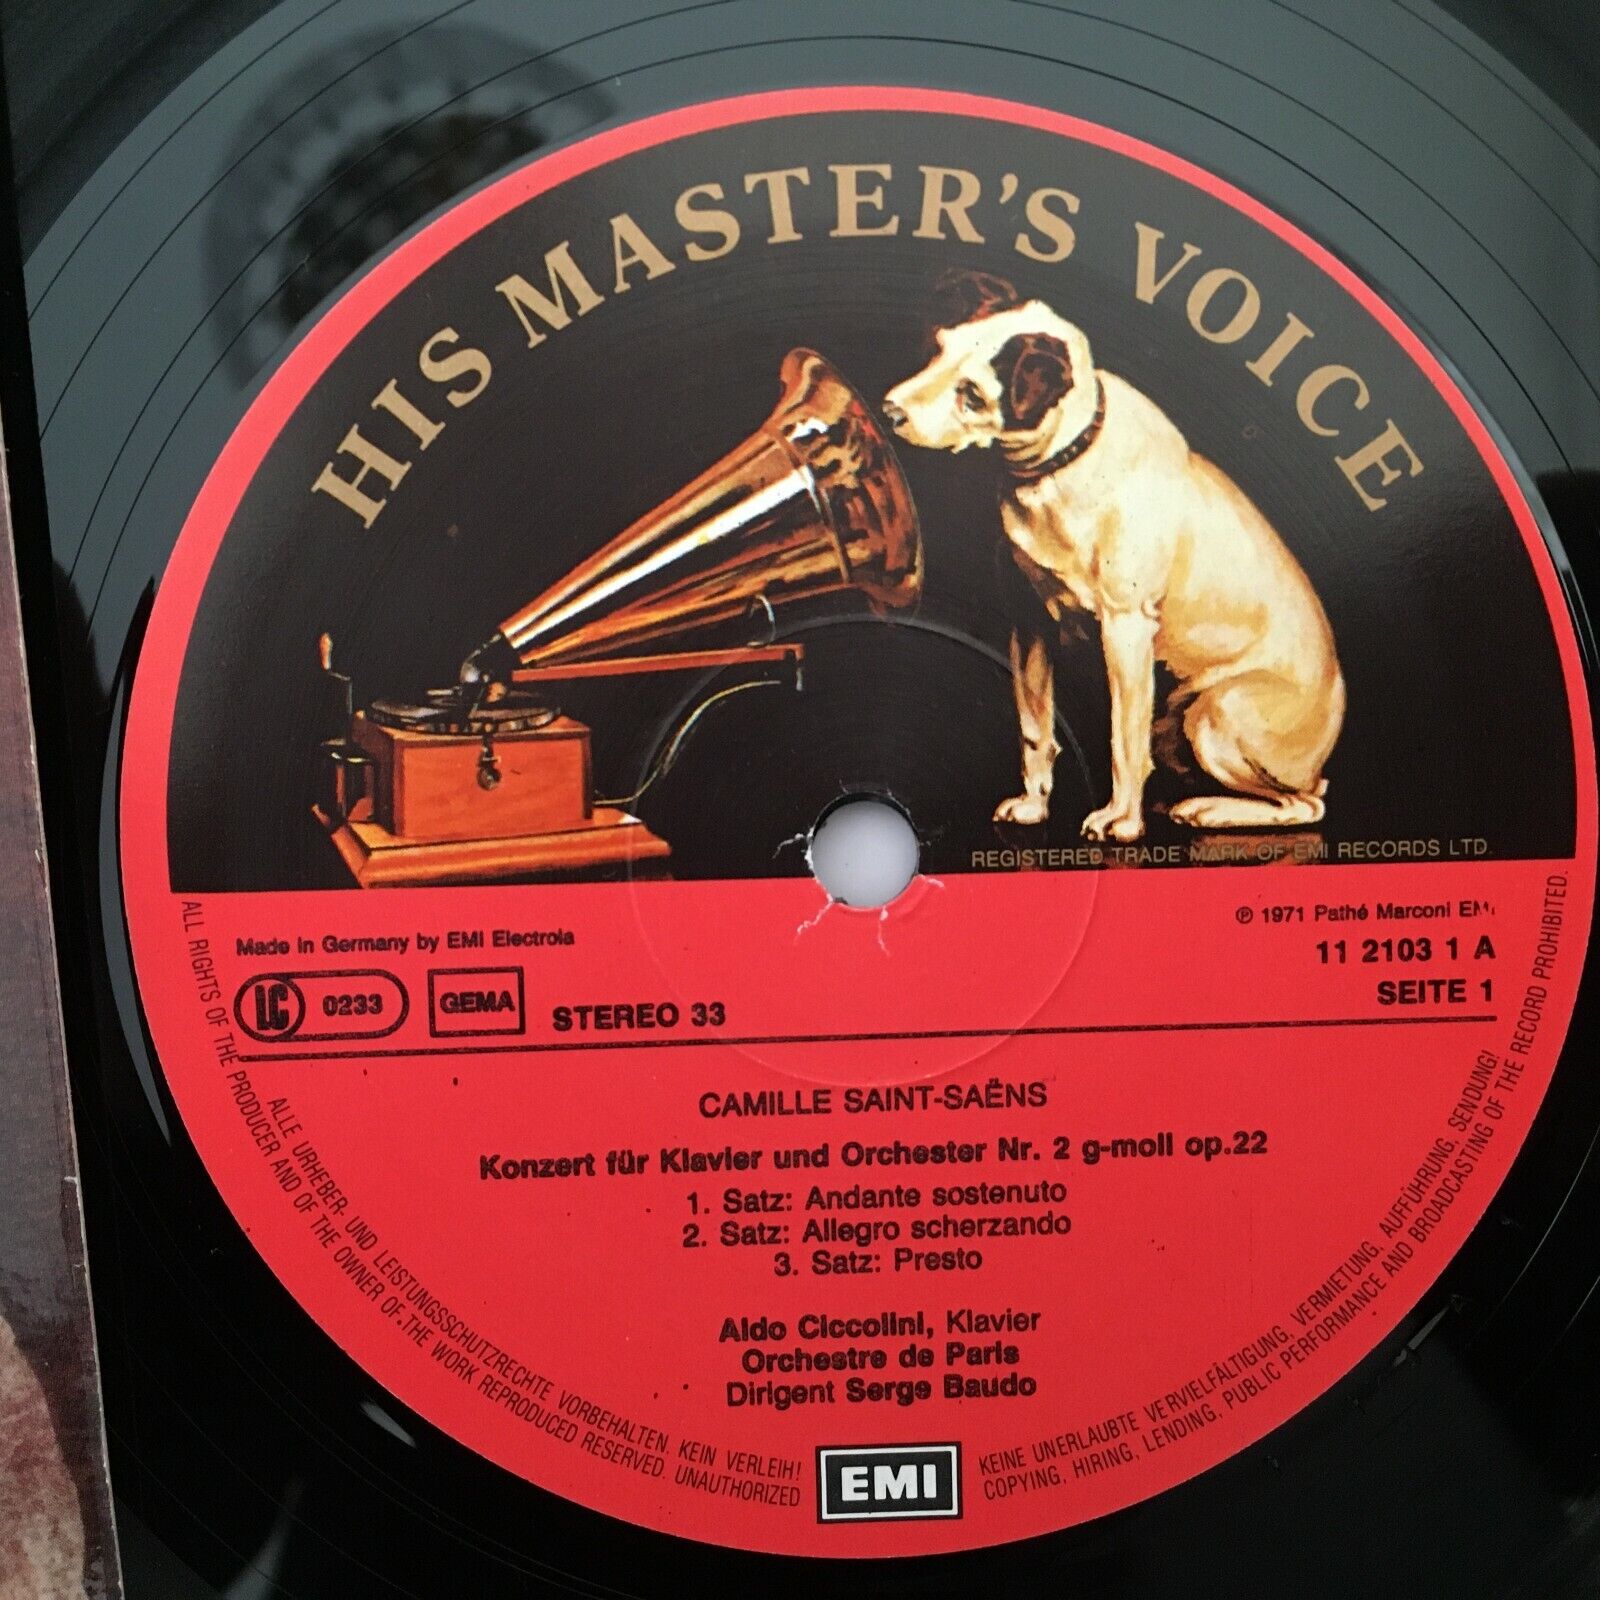 HIS MASTER'S VOICE
REGISTERED TRADE MARK OF EMI RECORDS LTD.
Made in Germany by EMI Electrola
LC 0233
GEMA
STEREO 33
℗ 1971 Pathé Marconi EMI
11 2103 1 A
SEITE 1
CAMILLE SAINT-SAËNS
Konzert für Klavier und Orchester Nr. 2 g-moll op.22
1. Satz: Andante sostenuto
2. Satz: Allegro scherzando
3. Satz: Presto
Aldo Ciccolini, Klavier
Orchestre de Paris
Dirigent Serge Baudo
EMI
ALLE URHEBER- UND LEISTUNGSSCHUTZRECHTE VORBEHALTEN. KEIN VERLEIH!
KEINE UNERLAUBTE VERVIELFÄLTIGUNG, VERMIETUNG, AUFFÜHRUNG, SENDUNG!
ALL RIGHTS OF THE PRODUCER AND OF THE OWNER OF THE WORK REPRODUCED RESERVED. UNAUTHORIZED
COPYING, HIRING, LENDING, PUBLIC PERFORMANCE AND BROADCASTING OF THE RECORD PROHIBITED.